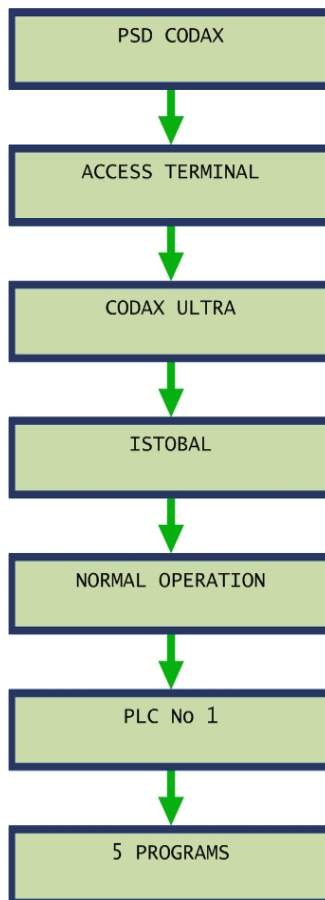 PSD CODAX
ACCESS TERMINAL
CODAX ULTRA
ISTOBAL
NORMAL OPERATION
PLC No 1
5 PROGRAMS